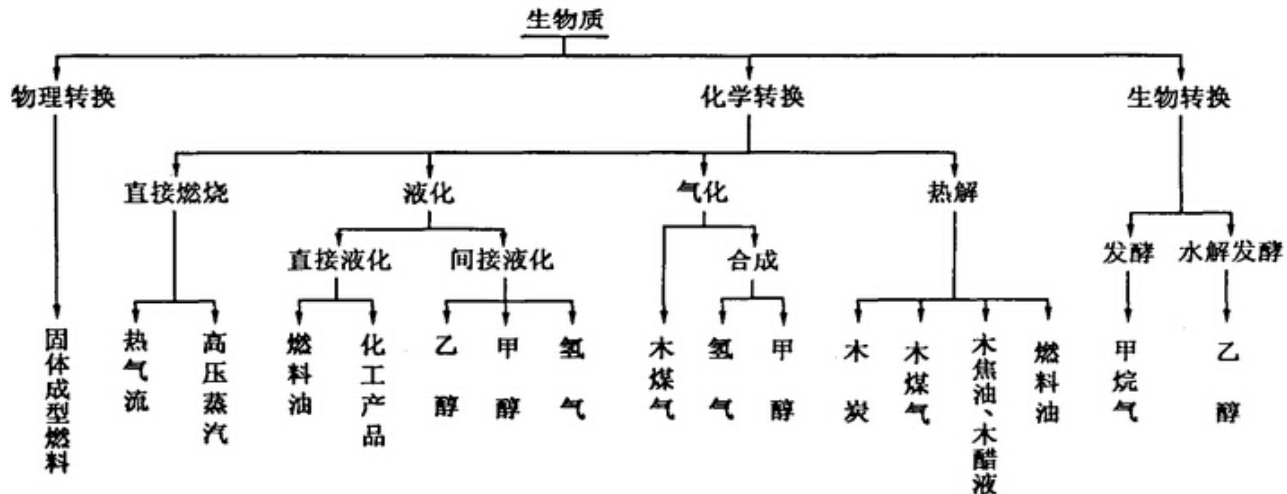 生物质
物理转换
化学转换
生物转换
直接燃烧
液化
气化
热解
发酵
水解发酵
直接液化
间接液化
合成
固体成型燃料
热气流
高压蒸汽
燃料油
化工产品
乙醇
甲醇
氢气
木煤气
氢气
甲醇
木炭
木煤气
木焦油、木醋液
燃料油
甲烷气
乙醇